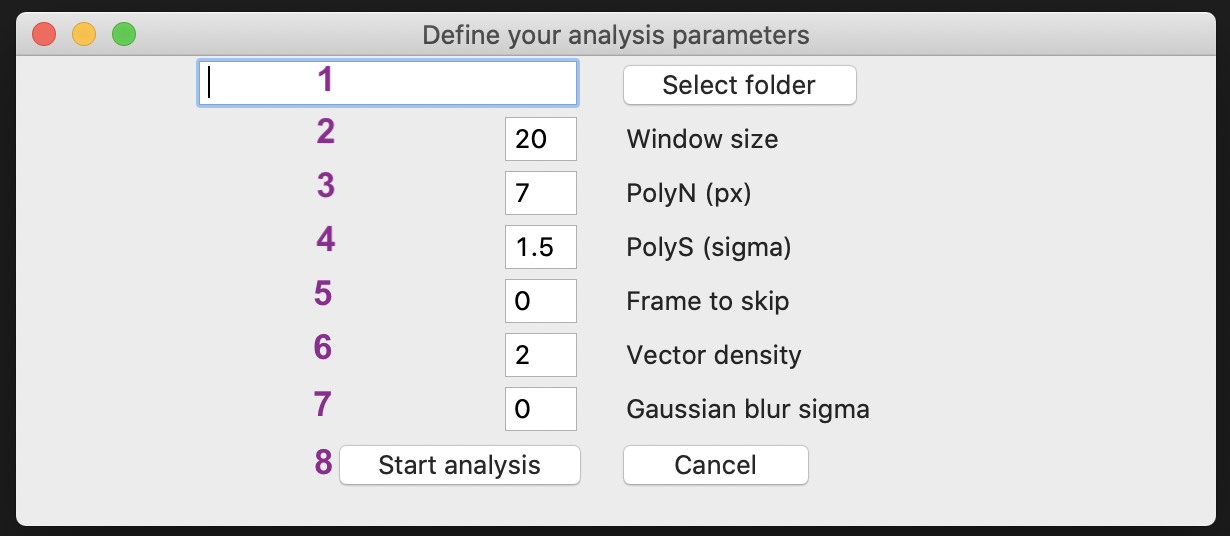 Define your analysis parameters
1 Select folder
2 20 Window size
3 7 PolyN (px)
4 1.5 PolyS (sigma)
5 0 Frame to skip
6 2 Vector density
7 0 Gaussian blur sigma
8 Start analysis Cancel